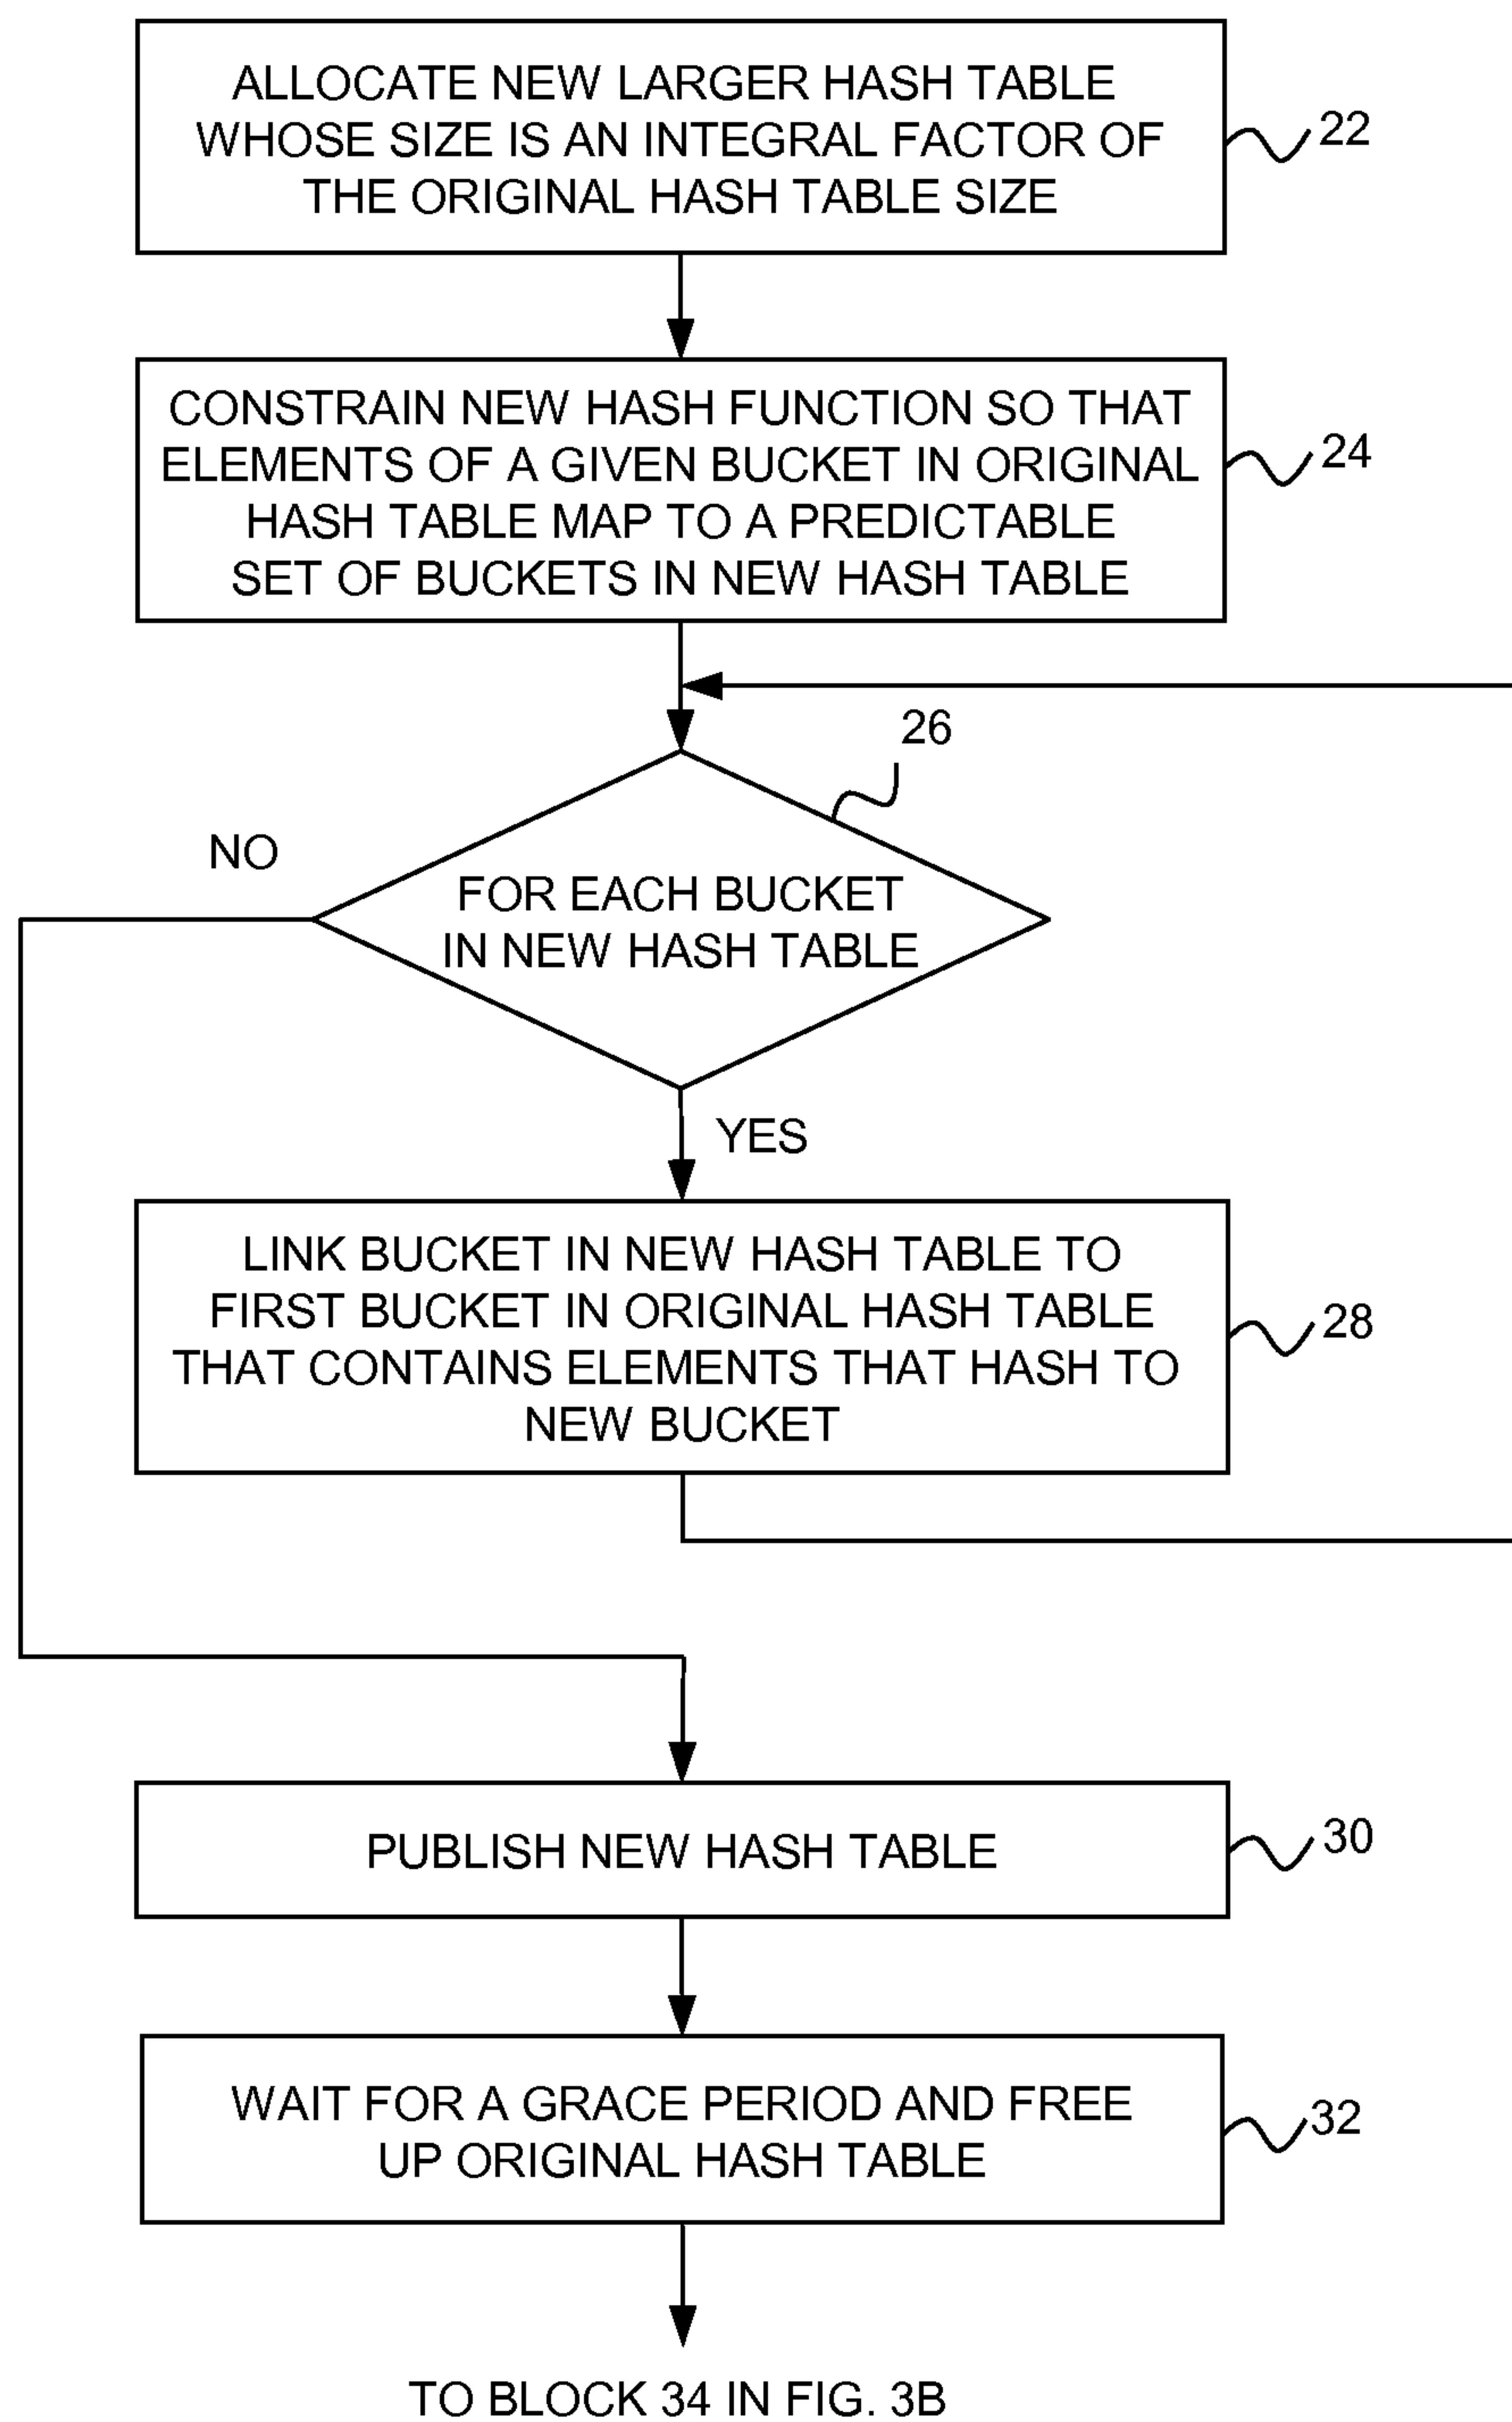 ALLOCATE NEW LARGER HASH TABLE
WHOSE SIZE IS AN INTEGRAL FACTOR OF
THE ORIGINAL HASH TABLE SIZE
22
CONSTRAIN NEW HASH FUNCTION SO THAT
ELEMENTS OF A GIVEN BUCKET IN ORIGINAL
HASH TABLE MAP TO A PREDICTABLE
SET OF BUCKETS IN NEW HASH TABLE
24
26
NO
FOR EACH BUCKET
IN NEW HASH TABLE
YES
LINK BUCKET IN NEW HASH TABLE TO
FIRST BUCKET IN ORIGINAL HASH TABLE
THAT CONTAINS ELEMENTS THAT HASH TO
NEW BUCKET
28
PUBLISH NEW HASH TABLE
30
WAIT FOR A GRACE PERIOD AND FREE
UP ORIGINAL HASH TABLE
32
TO BLOCK 34 IN FIG. 3B